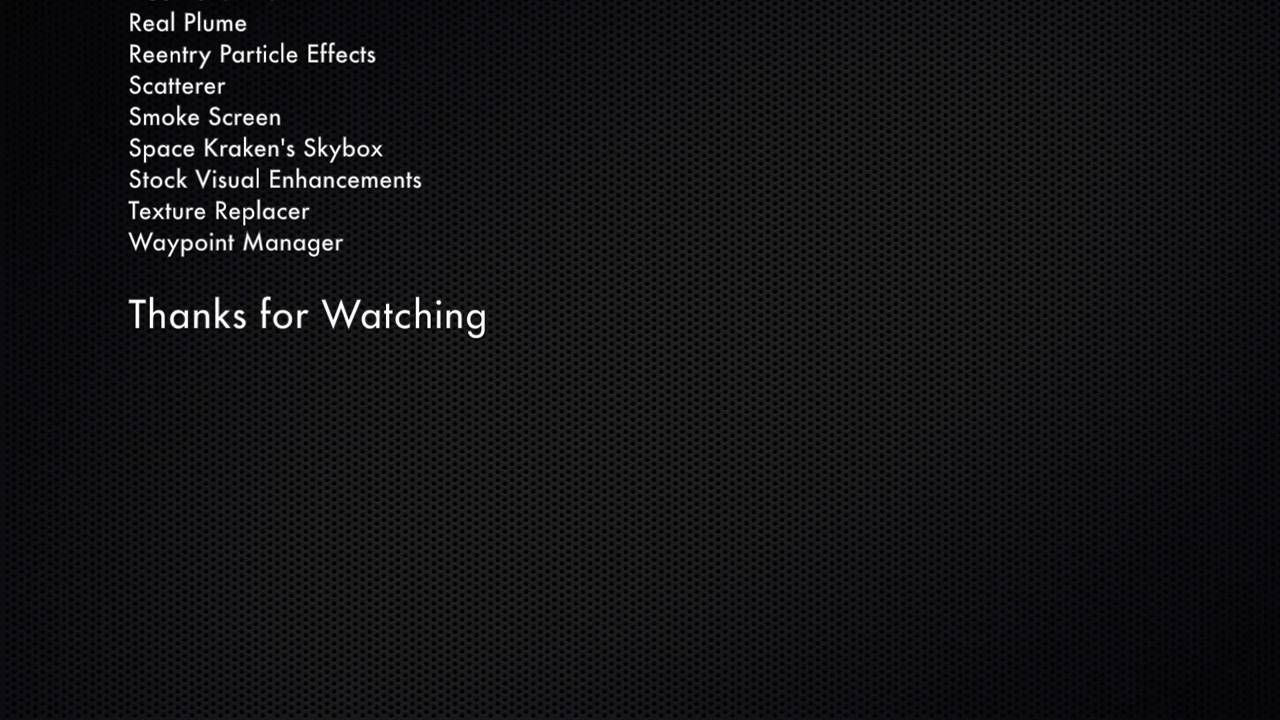 Real Plume
Reentry Particle Effects
Scatterer
Smoke Screen
Space Kraken's Skybox
Stock Visual Enhancements
Texture Replacer
Waypoint Manager
Thanks for Watching